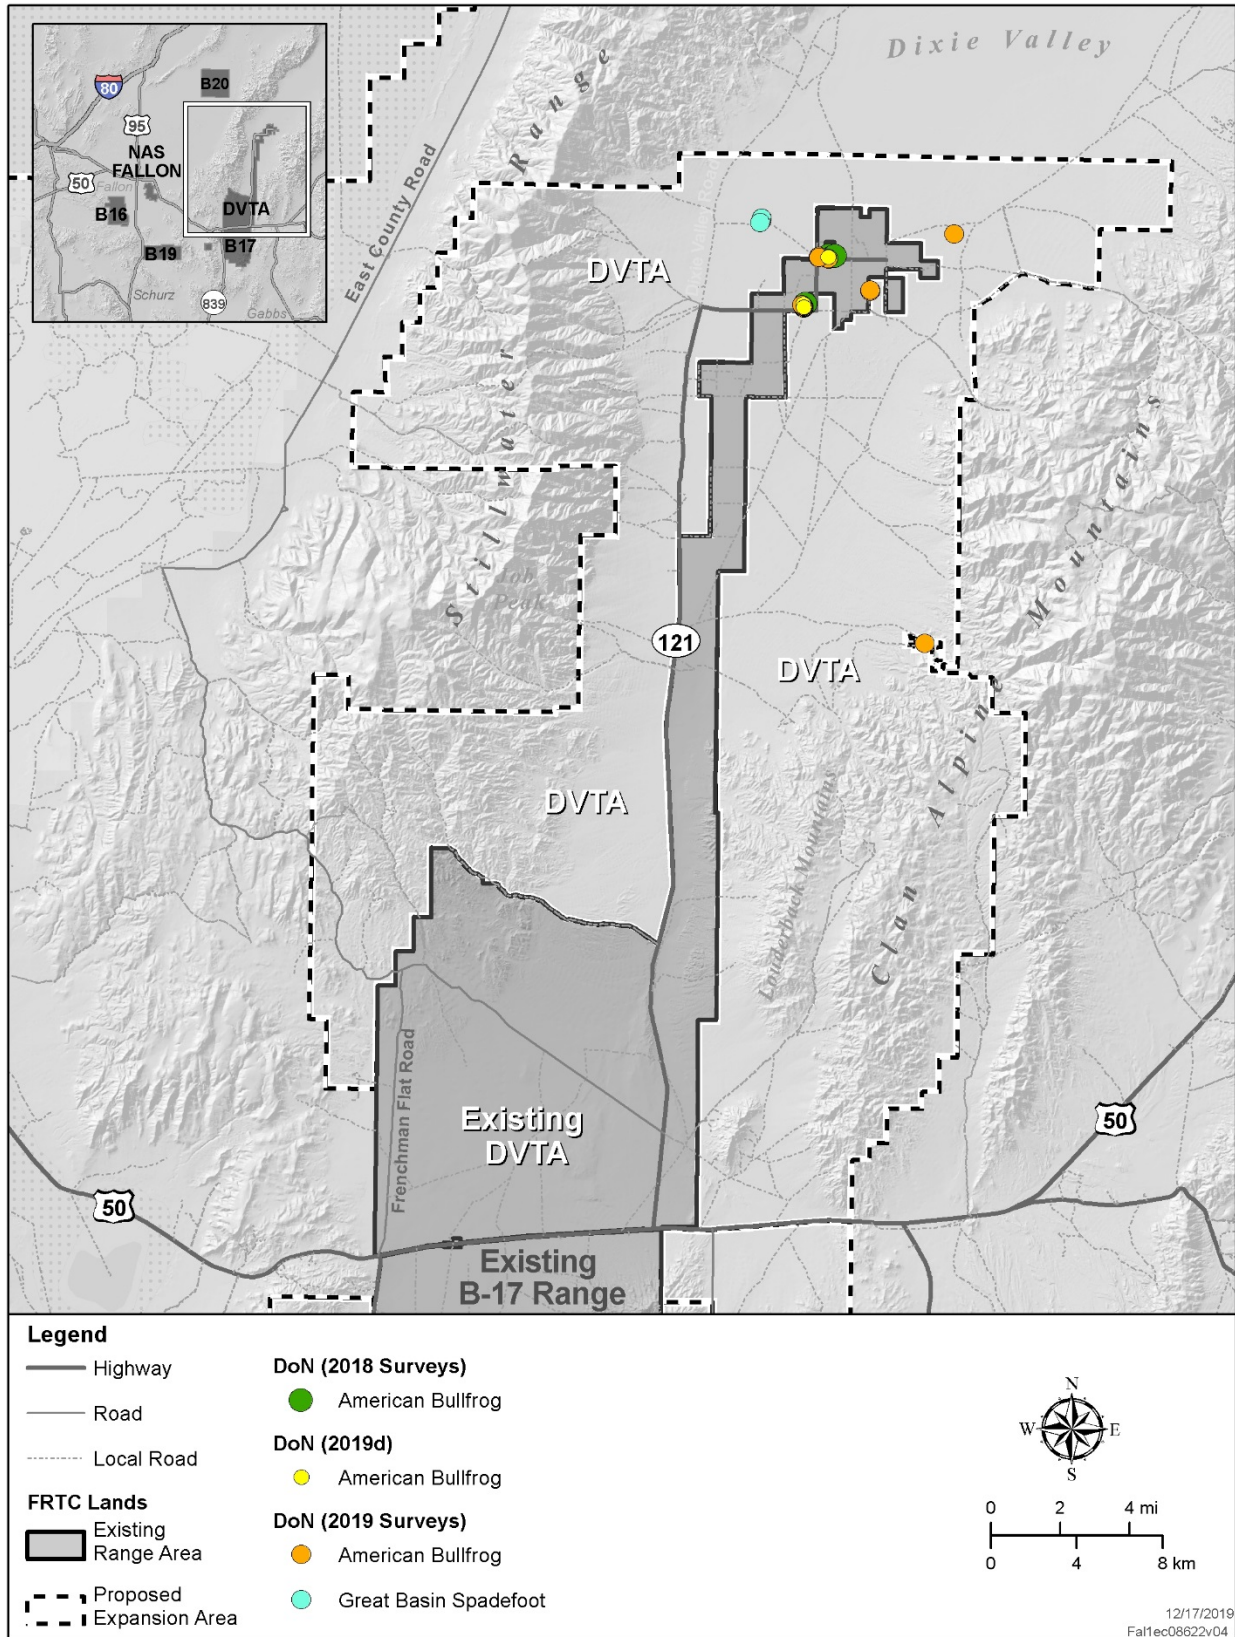 Dixie Valley
Range
80
B20
95
NAS
FALLON
50
Fallon
B16
DVTA
B19
B17
Schurz
839
Gabbs
East County Road
DVTA
Stillwater
Job
Peak
Mountains
121
DVTA
Alpine
DVTA
Louderback Mountains
Clan
Frenchman Flat Road
Existing
DVTA
50
50
Existing
B-17 Range
Legend
Highway
Road
Local Road
FRTC Lands
Existing
Range Area
Proposed
Expansion Area
DoN (2018 Surveys)
American Bullfrog
DoN (2019d)
American Bullfrog
DoN (2019 Surveys)
American Bullfrog
Great Basin Spadefoot
N
W E
S
0 2 4 mi
0 4 8 km
12/17/2019
Fal1ec08622v04